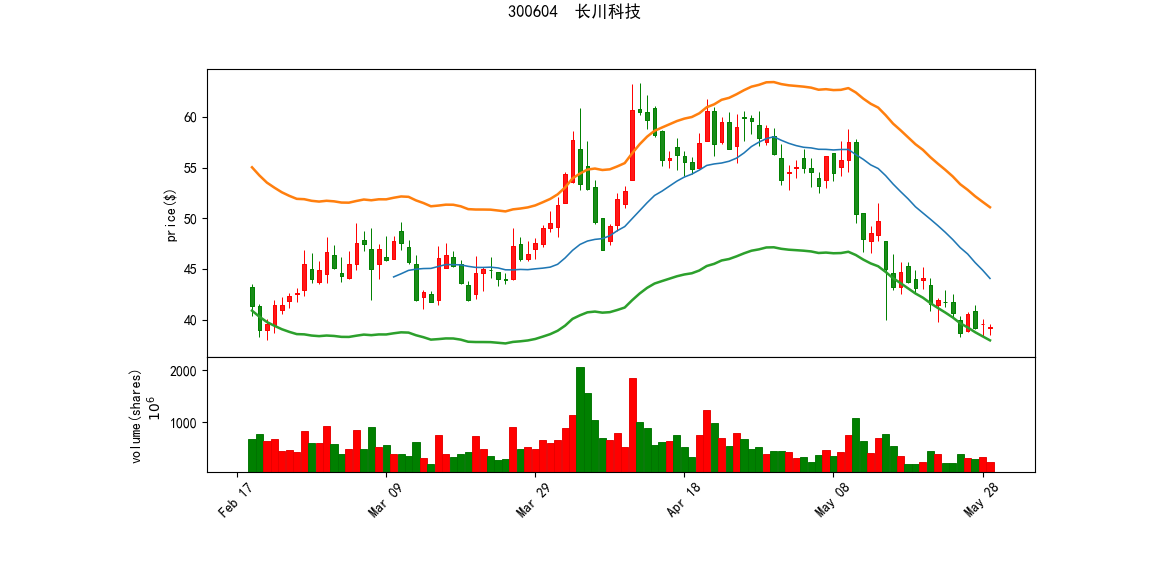 300604 长川科技
price($)
60
55
50
45
40
volume(shares)
10^6
2000
1000
Feb 17
Mar 09
Mar 29
Apr 18
May 08
May 28